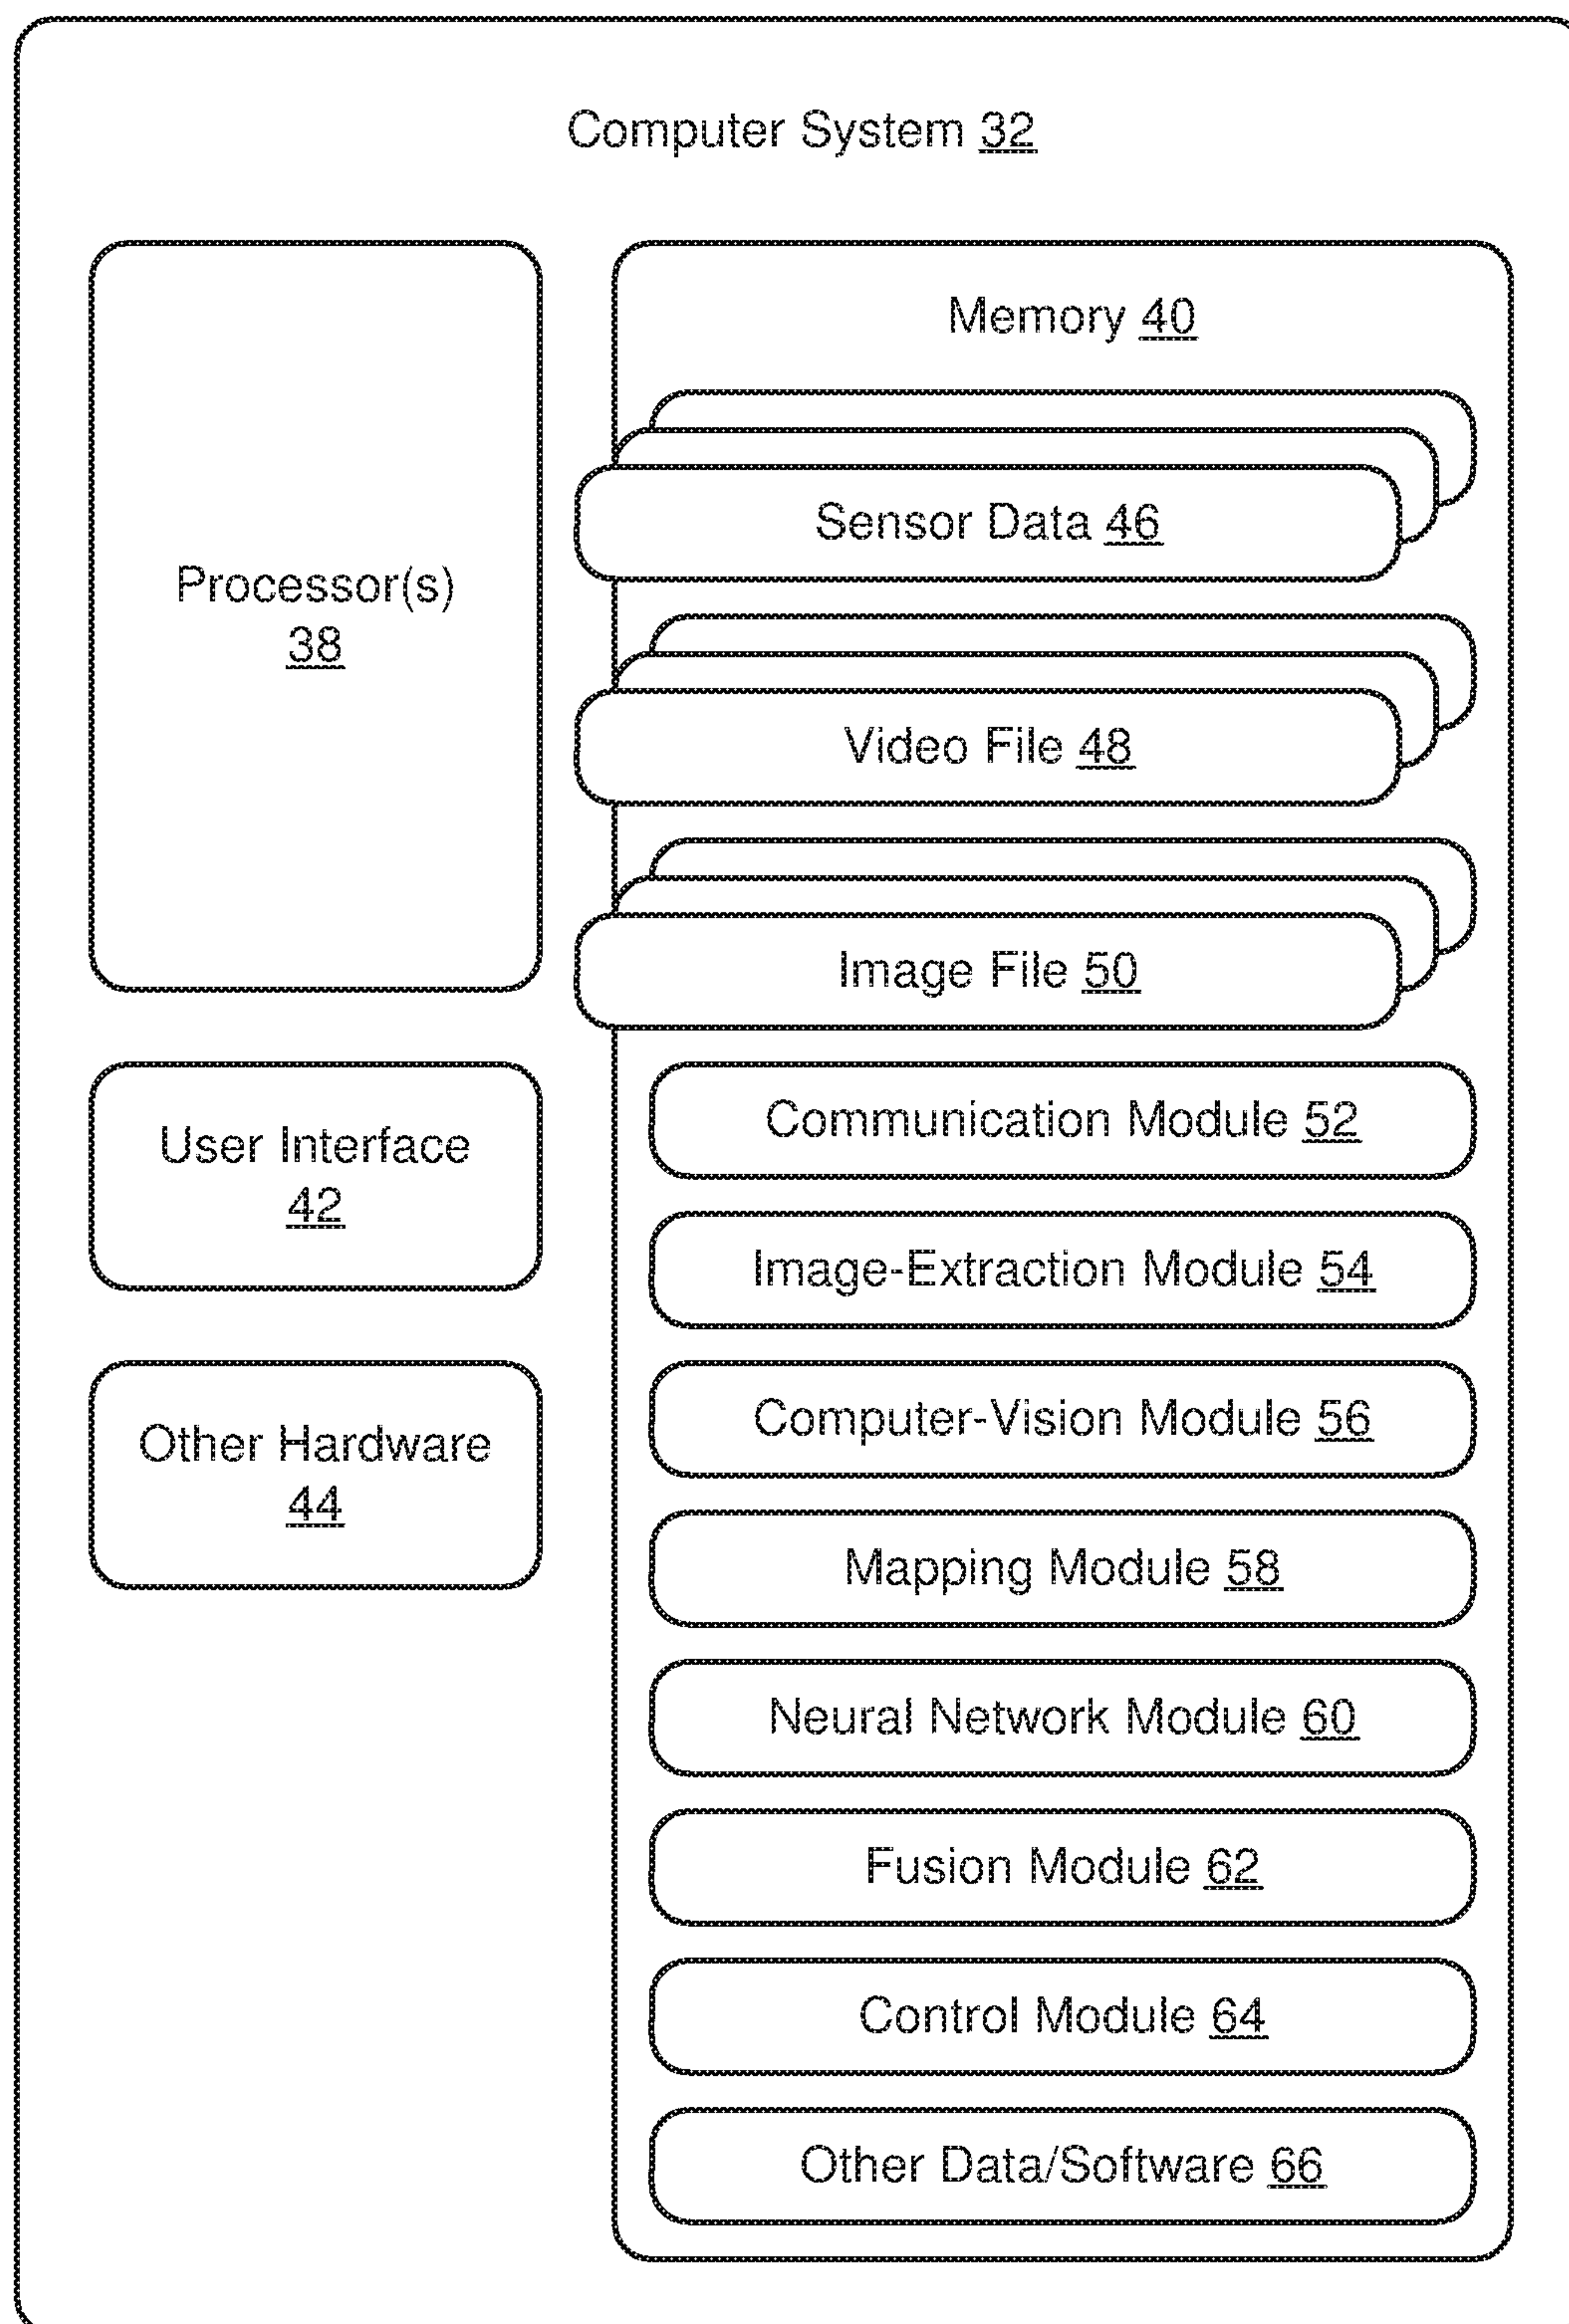 Computer System 32
Processor(s)
38
User Interface
42
Other Hardware
44
Memory 40
Sensor Data 46
Video File 48
Image File 50
Communication Module 52
Image-Extraction Module 54
Computer-Vision Module 56
Mapping Module 58
Neural Network Module 60
Fusion Module 62
Control Module 64
Other Data/Software 66